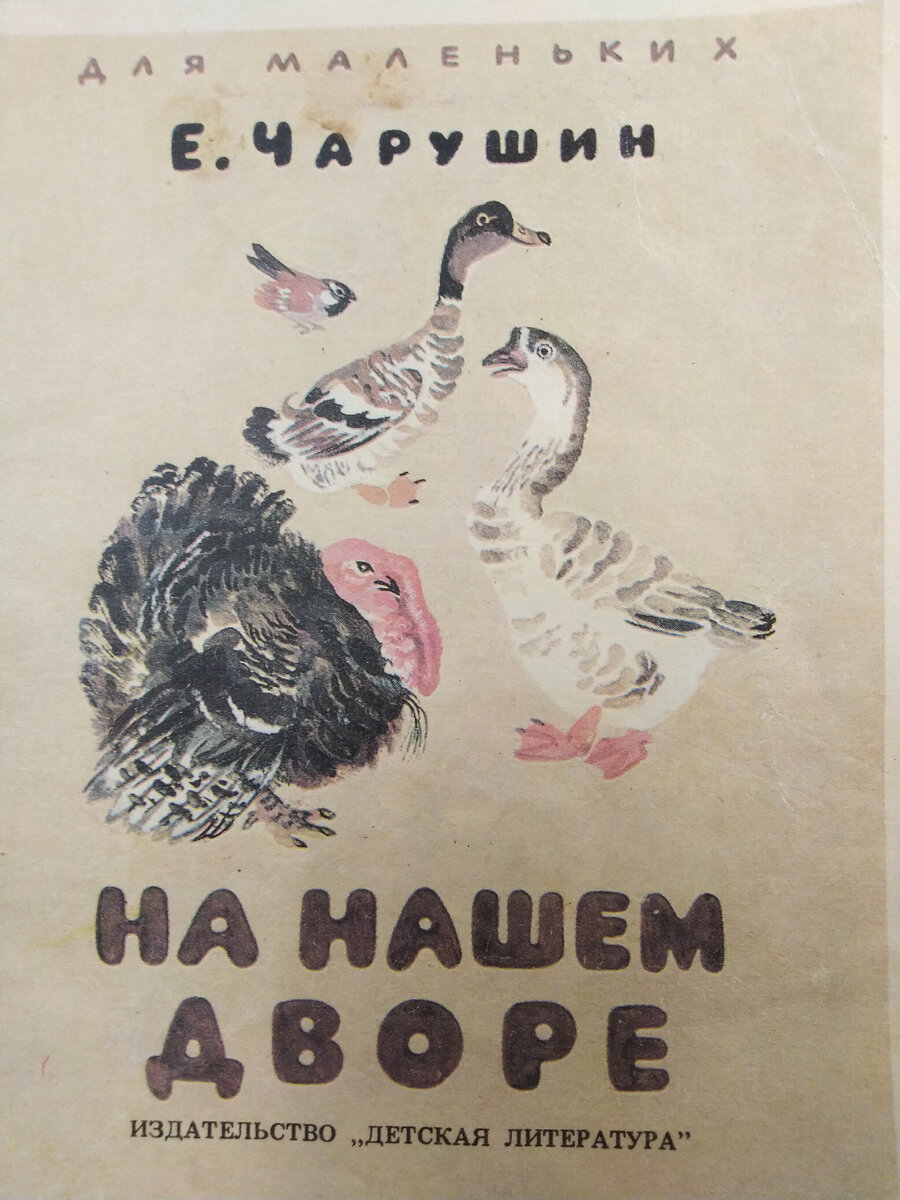 ДЛЯ МАЛЕНЬКИХ
Е. ЧАРУШИН
НА НАШЕМ
ДВОРЕ
ИЗДАТЕЛЬСТВО „ДЕТСКАЯ ЛИТЕРАТУРА”